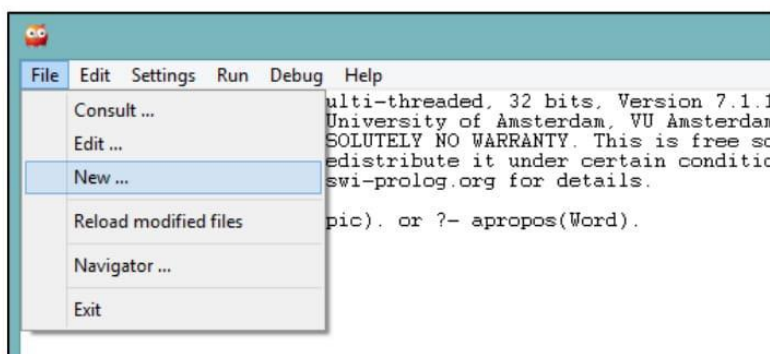 File Edit Settings Run Debug Help
Consult ...
Edit ...
New ...
Reload modified files
Navigator ...
Exit
ulti-threaded, 32 bits, Version 7.1.1
University of Amsterdam, VU Amsterdam
SOLUTELY NO WARRANTY. This is free so
edistribute it under certain conditio
swi-prolog.org for details.
pic). or ?- apropos(Word).